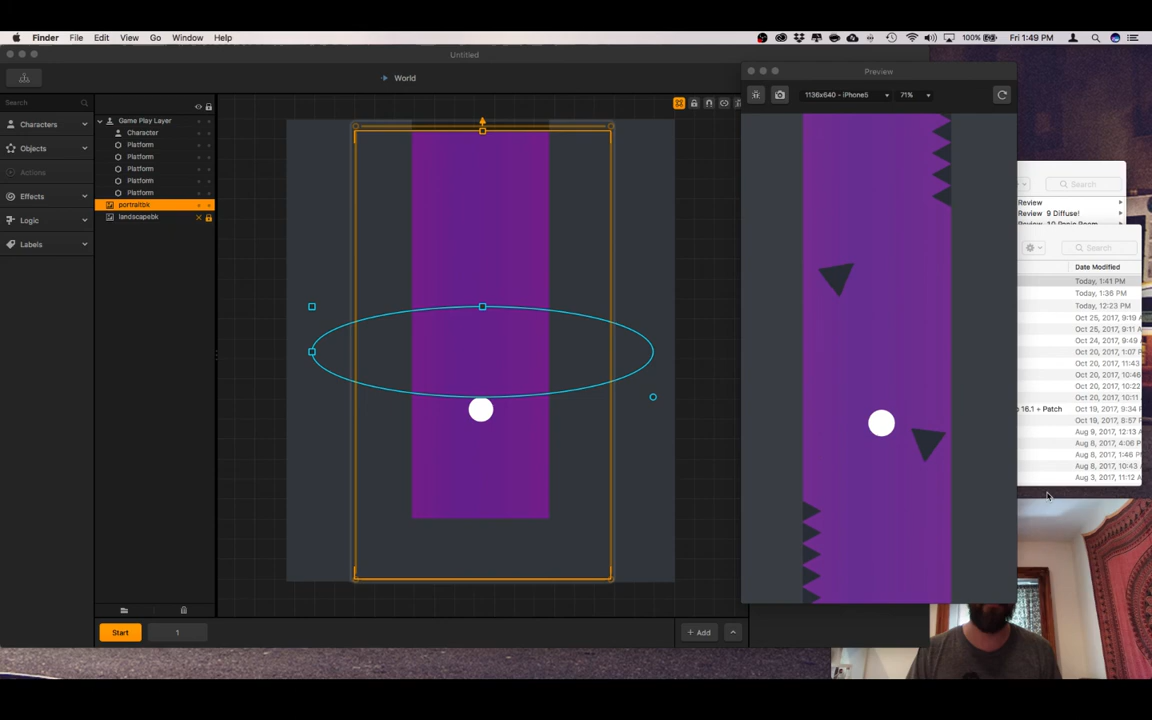 Finder File Edit View Go Window Help
100% Fri 1:49 PM
Untitled
World
Search
Characters
Objects
Actions
Effects
Logic
Labels
Game Play Layer
Character
Platform
Platform
Platform
Platform
Platform
portraitbk
landscapebk
Start
1
+ Add
Preview
1136x640 - iPhone5
71%
Search
Review
Review 9 Diffuse!
Search
Date Modified
Today, 1:41 PM
Today, 1:36 PM
Today, 12:23 PM
Oct 25, 2017, 9:19 A
Oct 25, 2017, 9:11 A
Oct 24, 2017, 9:49
Oct 20, 2017, 1:07 P
Oct 20, 2017, 11:43
Oct 20, 2017, 10:46
Oct 20, 2017, 10:22
Oct 20, 2017, 10:11
16.1 + Patch Oct 19, 2017, 9:34
Oct 19, 2017, 8:57 P
Aug 9, 2017, 12:13
Aug 8, 2017, 4:06 P
Aug 8, 2017, 1:46 P
Aug 8, 2017, 10:43
Aug 3, 2017, 11:12